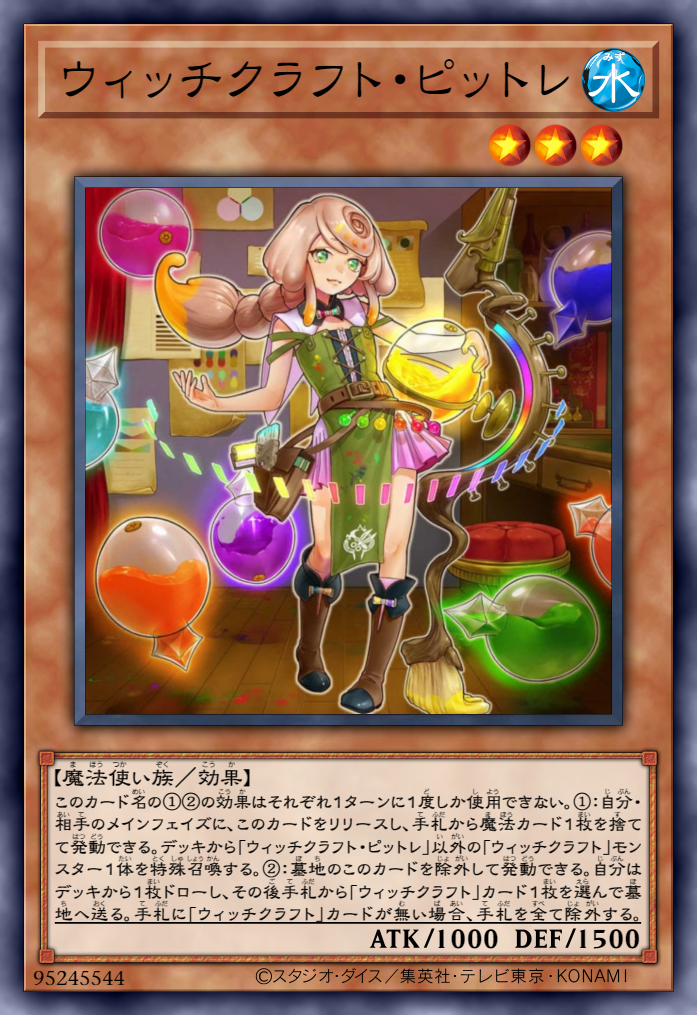 ウィッチクラフト・ピットレ
みず
水
【魔法使い族／効果】
このカード名の①②の効果はそれぞれ1ターンに1度しか使用できない。①：自分・
相手のメインフェイズに、このカードをリリースし、手札から魔法カード1枚を捨て
て発動できる。デッキから「ウィッチクラフト・ピットレ」以外の「ウィッチクラフト」モン
スター1体を特殊召喚する。②：墓地のこのカードを除外して発動できる。自分は
デッキから1枚ドローし、その後手札から「ウィッチクラフト」カード1枚を選んで墓
地へ送る。手札に「ウィッチクラフト」カードが無い場合、手札を全て除外する。
ATK/1000 DEF/1500
95245544
©スタジオ・ダイス／集英社・テレビ東京・KONAMI